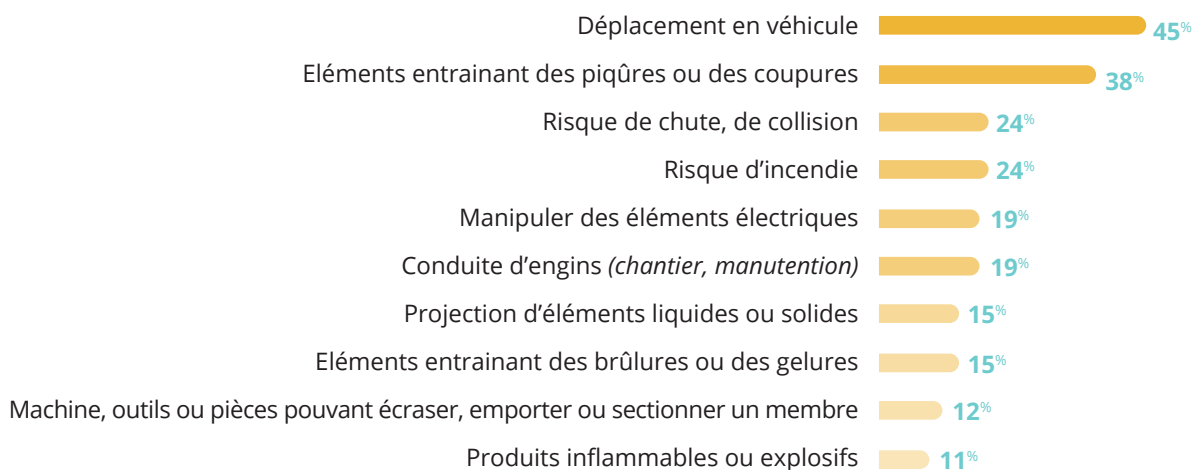 Déplacement en véhicule 45%
Eléments entrainant des piqûres ou des coupures 38%
Risque de chute, de collision 24%
Risque d’incendie 24%
Manipuler des éléments électriques 19%
Conduite d’engins (chantier, manutention) 19%
Projection d’éléments liquides ou solides 15%
Eléments entrainant des brûlures ou des gelures 15%
Machine, outils ou pièces pouvant écraser, emporter ou sectionner un membre 12%
Produits inflammables ou explosifs 11%